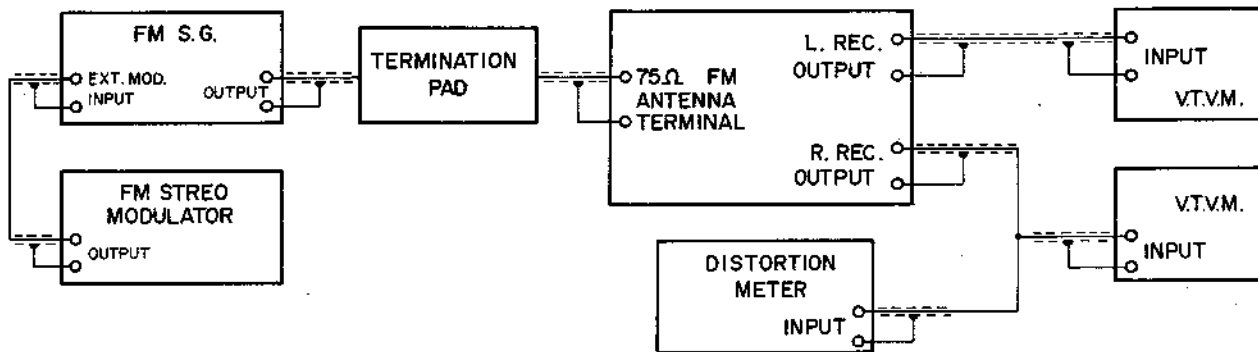 FM S.G.
EXT. MOD.
INPUT
OUTPUT
TERMINATION
PAD
75Ω FM
ANTENNA
TERMINAL
L. REC.
OUTPUT
R. REC.
OUTPUT
INPUT
V.T.V.M.
FM STREO
MODULATOR
OUTPUT
DISTORTION
METER
INPUT
V.T.V.M.
INPUT